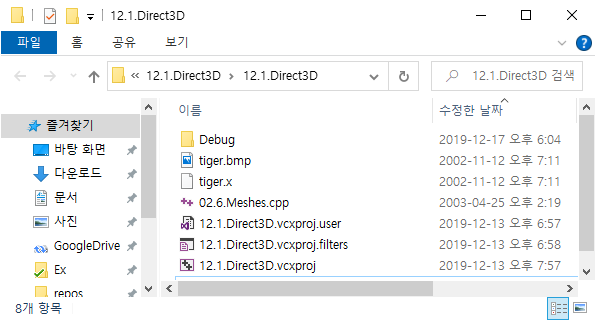 12.1.Direct3D
파일 홈 공유 보기
« 12.1.Direct3D > 12.1.Direct3D 12.1.Direct3D 검색
즐겨찾기
바탕 화면
다운로드
문서
사진
GoogleDrive
Ex
repos
이름 수정한 날짜
Debug 2019-12-17 오후 6:04
tiger.bmp 2002-11-12 오후 7:11
tiger.x 2002-11-12 오후 7:11
02.6.Meshes.cpp 2003-04-25 오후 2:19
12.1.Direct3D.vcxproj.user 2019-12-13 오후 6:57
12.1.Direct3D.vcxproj.filters 2019-12-13 오후 6:58
12.1.Direct3D.vcxproj 2019-12-13 오후 7:57
8개 항목